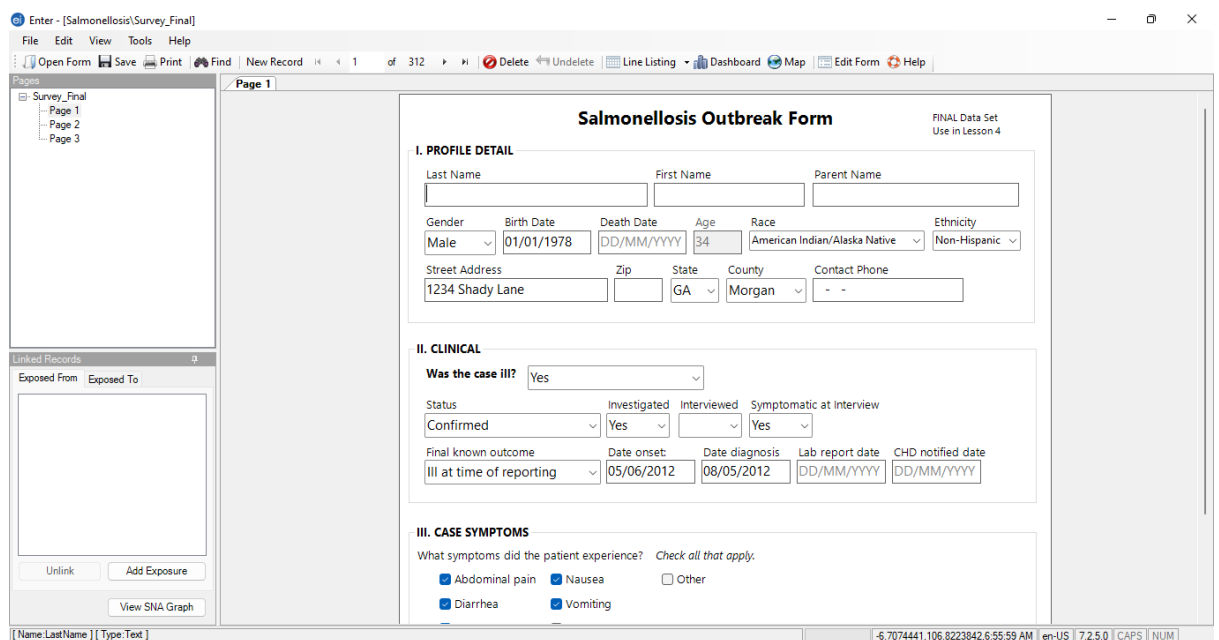 ei Enter - [Salmonellosis\Survey_Final]
File Edit View Tools Help
Open Form Save Print Find New Record 1 of 312 Delete Undelete Line Listing Dashboard Map Edit Form Help
Pages
Survey_Final
Page 1
Page 2
Page 3
Linked Records
Exposed From Exposed To
Unlink Add Exposure
View SNA Graph
Page 1
Salmonellosis Outbreak Form
FINAL Data Set
Use in Lesson 4
I. PROFILE DETAIL
Last Name First Name Parent Name
Gender Birth Date Death Date Age Race Ethnicity
Male 01/01/1978 DD/MM/YYYY 34 American Indian/Alaska Native Non-Hispanic
Street Address Zip State County Contact Phone
1234 Shady Lane GA Morgan - -
II. CLINICAL
Was the case ill? Yes
Status Investigated Interviewed Symptomatic at Interview
Confirmed Yes Yes
Final known outcome Date onset: Date diagnosis Lab report date CHD notified date
Ill at time of reporting 05/06/2012 08/05/2012 DD/MM/YYYY DD/MM/YYYY
III. CASE SYMPTOMS
What symptoms did the patient experience? Check all that apply.
Abdominal pain Nausea Other
Diarrhea Vomiting
[ Name:LastName ] [ Type:Text ] -6.7074441,106.8223842,6:55:59 AM en-US 7.2.5.0 CAPS NUM